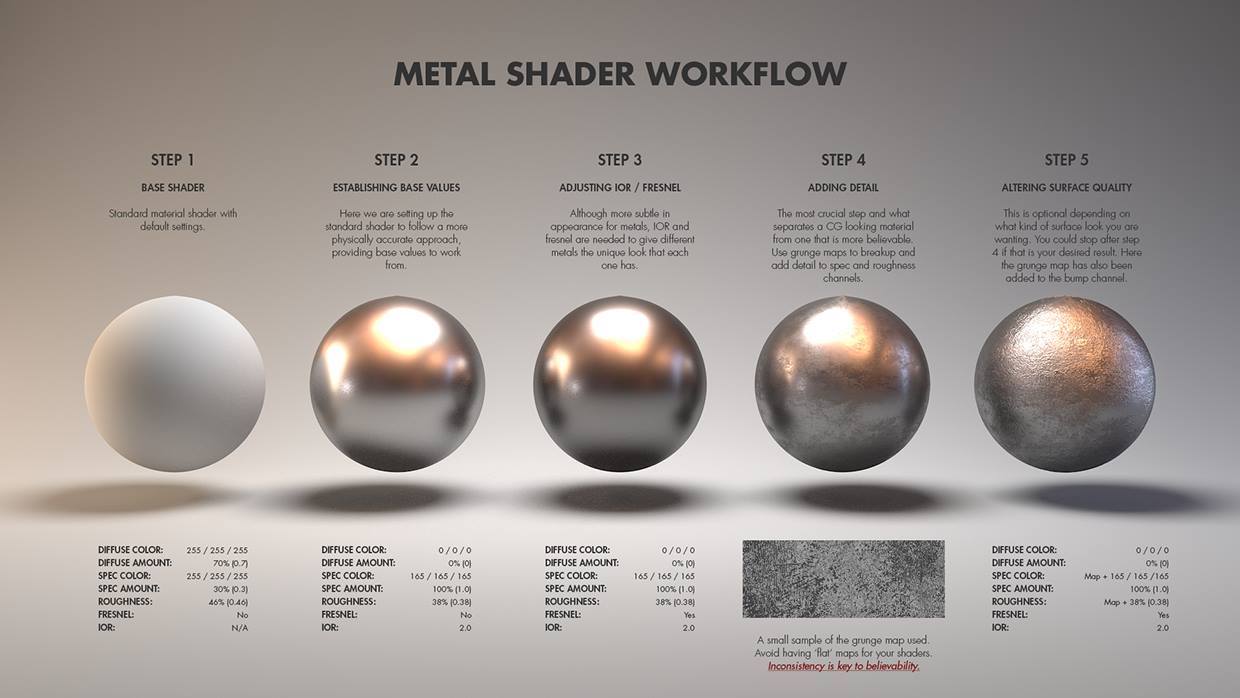 METAL SHADER WORKFLOW
STEP 1
BASE SHADER
Standard material shader with
default settings.
STEP 2
ESTABLISHING BASE VALUES
Here we are setting up the
standard shader to follow a more
physically accurate approach,
providing base values to work
from.
STEP 3
ADJUSTING IOR / FRESNEL
Although more subtle in
appearance for metals, IOR and
fresnel are needed to give different
metals the unique look that each
one has.
STEP 4
ADDING DETAIL
The most crucial step and what
separates a CG looking material
from one that is more believable.
Use grunge maps to breakup and
add detail to spec and roughness
channels.
STEP 5
ALTERING SURFACE QUALITY
This is optional depending on
what kind of surface look you are
wanting. You could stop after step
4 if that is your desired result. Here
the grunge map has also been
added to the bump channel.
DIFFUSE COLOR: 255 / 255 / 255
DIFFUSE AMOUNT: 70% (0.7)
SPEC COLOR: 255 / 255 / 255
SPEC AMOUNT: 30% (0.3)
ROUGHNESS: 46% (0.46)
FRESNEL: No
IOR: N/A
DIFFUSE COLOR: 0 / 0 / 0
DIFFUSE AMOUNT: 0% (0)
SPEC COLOR: 165 / 165 / 165
SPEC AMOUNT: 100% (1.0)
ROUGHNESS: 38% (0.38)
FRESNEL: No
IOR: 2.0
DIFFUSE COLOR: 0 / 0 / 0
DIFFUSE AMOUNT: 0% (0)
SPEC COLOR: 165 / 165 / 165
SPEC AMOUNT: 100% (1.0)
ROUGHNESS: 38% (0.38)
FRESNEL: Yes
IOR: 2.0
A small sample of the grunge map used.
Avoid having 'flat' maps for your shaders.
Inconsistency is key to believability.
DIFFUSE COLOR: 0 / 0 / 0
DIFFUSE AMOUNT: 0% (0)
SPEC COLOR: Map + 165 / 165 /165
SPEC AMOUNT: 100% (1.0)
ROUGHNESS: Map + 38% (0.38)
FRESNEL: Yes
IOR: 2.0